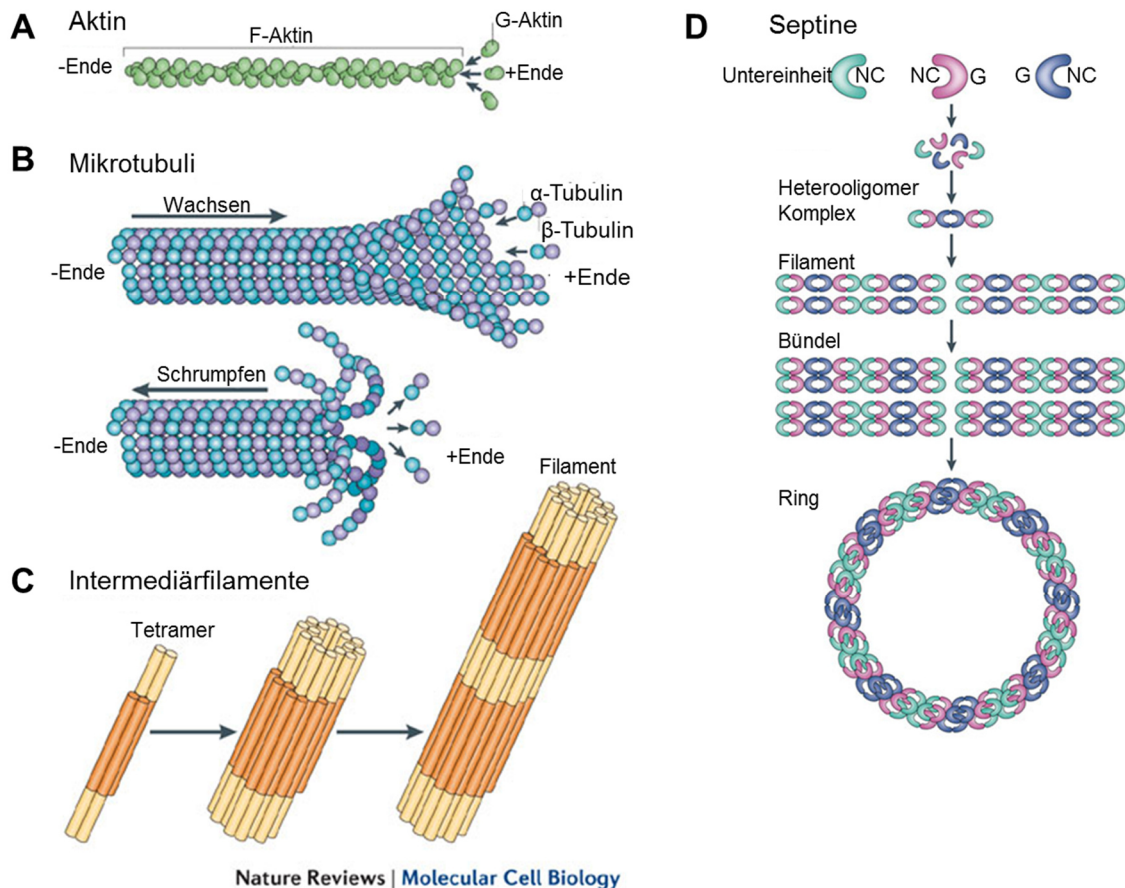 A Aktin
F-Aktin
G-Aktin
-Ende
+Ende
B Mikrotubuli
Wachsen
α-Tubulin
β-Tubulin
-Ende
+Ende
Schrumpfen
-Ende
+Ende
C Intermediärfilamente
Tetramer
Filament
D Septine
Untereinheit NC NC G G NC
Heterooligomer
Komplex
Filament
Bündel
Ring
Nature Reviews | Molecular Cell Biology